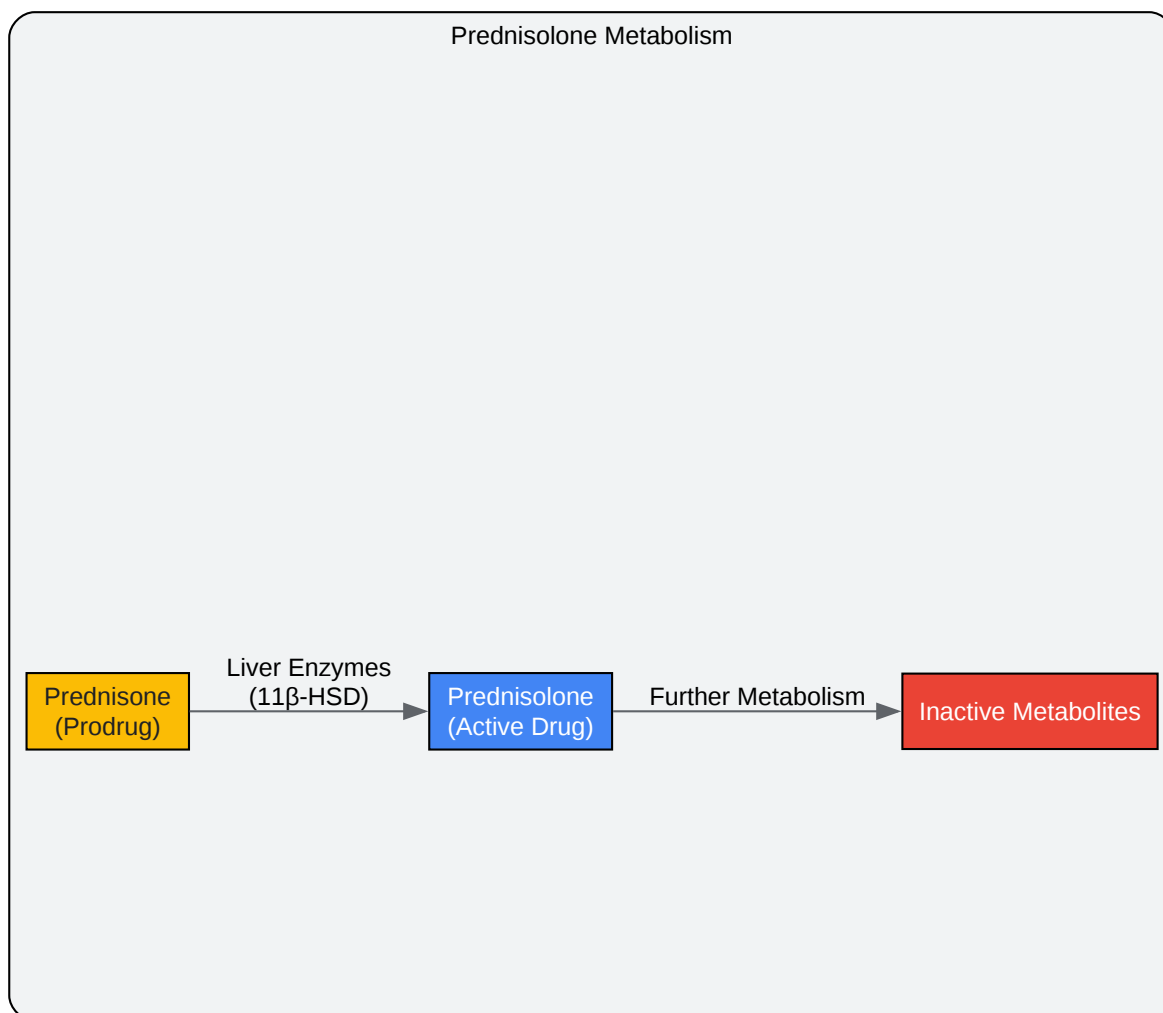 Prednisolone Metabolism
Liver Enzymes
(11β-HSD)
Prednisone
(Prodrug)
Prednisolone
(Active Drug)
Further Metabolism
Inactive Metabolites